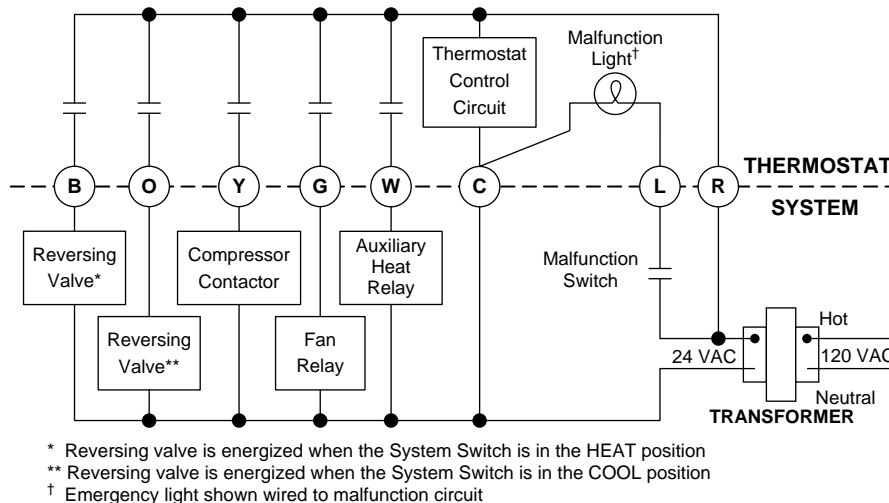 Thermostat
Control
Circuit
Malfunction
Light†
B
O
Y
G
W
C
L
R
THERMOSTAT
SYSTEM
Reversing
Valve*
Compressor
Contactor
Auxiliary
Heat
Relay
Malfunction
Switch
Reversing
Valve**
Fan
Relay
Hot
24 VAC
120 VAC
Neutral
TRANSFORMER
* Reversing valve is energized when the System Switch is in the HEAT position
** Reversing valve is energized when the System Switch is in the COOL position
† Emergency light shown wired to malfunction circuit